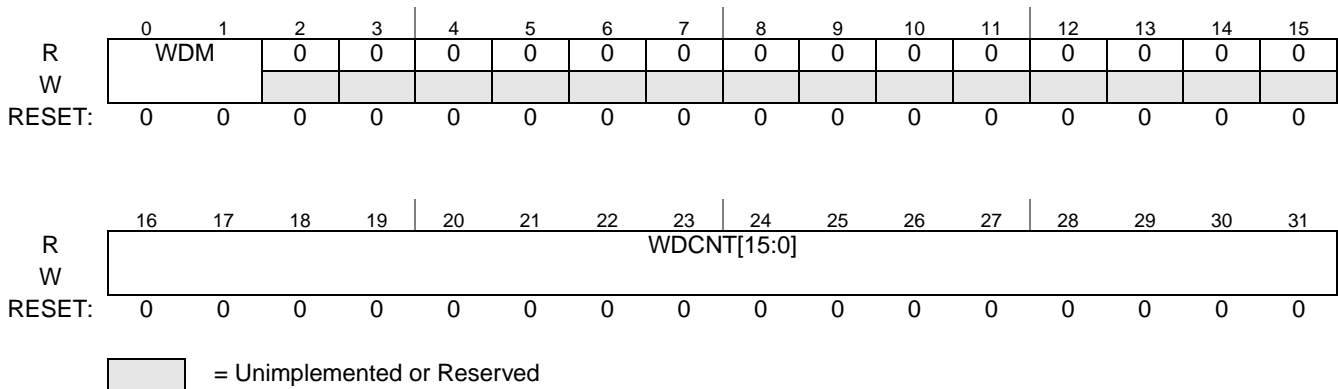 0 1 2 3 4 5 6 7 8 9 10 11 12 13 14 15
R WDM 0 0 0 0 0 0 0 0 0 0 0 0 0 0
W
RESET: 0 0 0 0 0 0 0 0 0 0 0 0 0 0 0 0
16 17 18 19 20 21 22 23 24 25 26 27 28 29 30 31
R WDCNT[15:0]
W
RESET: 0 0 0 0 0 0 0 0 0 0 0 0 0 0 0 0
= Unimplemented or Reserved